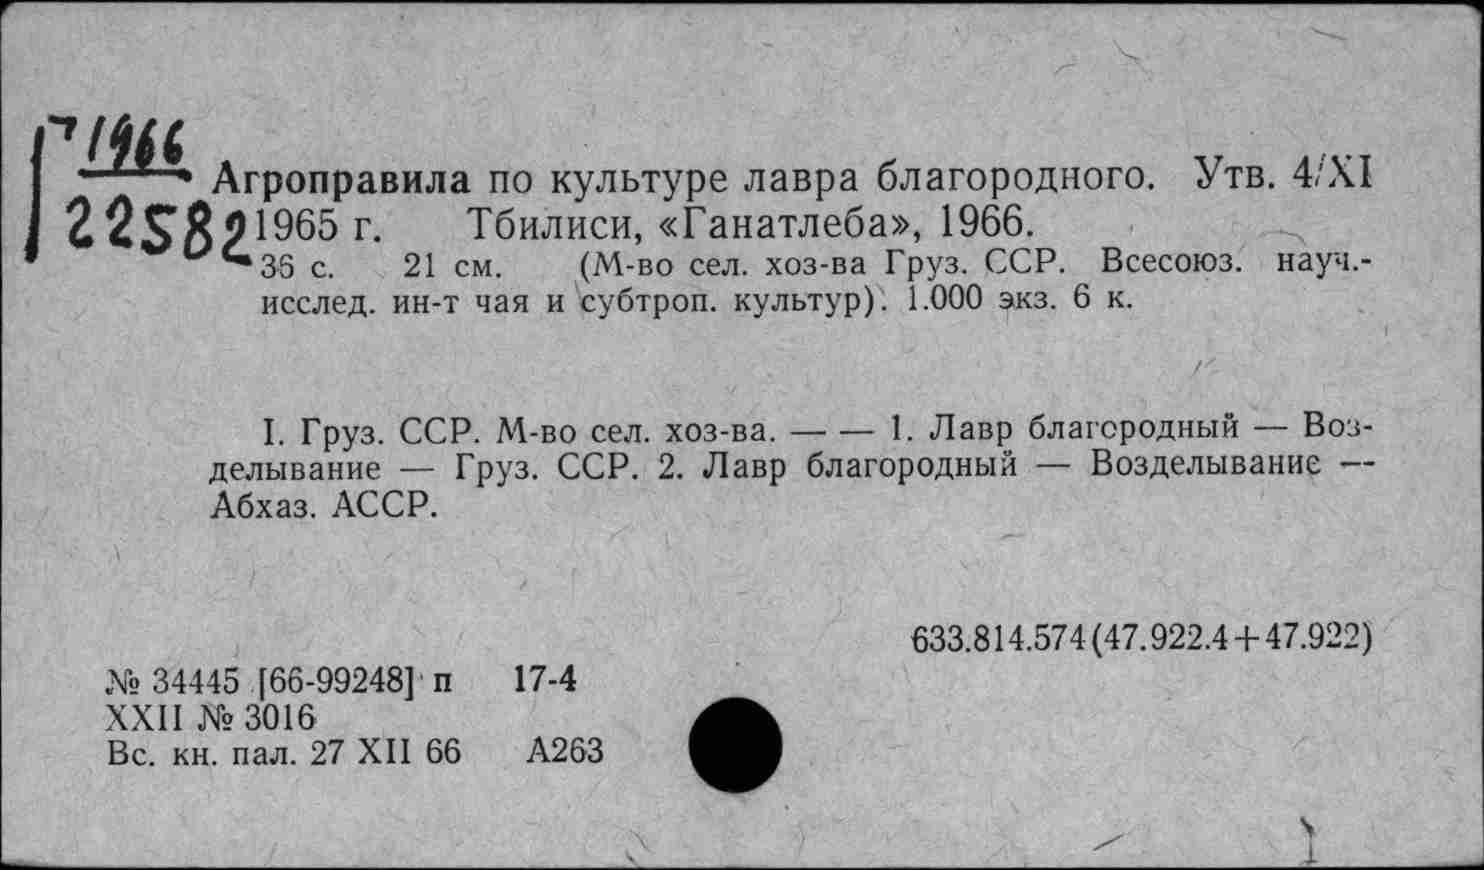 1966
22582
Агроправила по культуре лавра благородного. Утв. 4/XI
1965 г. Тбилиси, «Ганатлеба», 1966.
36 с. 21 см. (М-во сел. хоз-ва Груз. ССР. Всесоюз. науч.-
исслед. ин-т чая и субтроп. культур). 1.000 экз. 6 к.
I. Груз. ССР. М-во сел. хоз-ва. — — 1. Лавр благородный — Воз-
делывание — Груз. ССР. 2. Лавр благородный — Возделывание —
Абхаз. АССР.
633.814.574(47.922.4+47.922)
№ 34445 [66-99248] п 17-4
XXII № 3016
Вс. кн. пал. 27 XII 66 А263